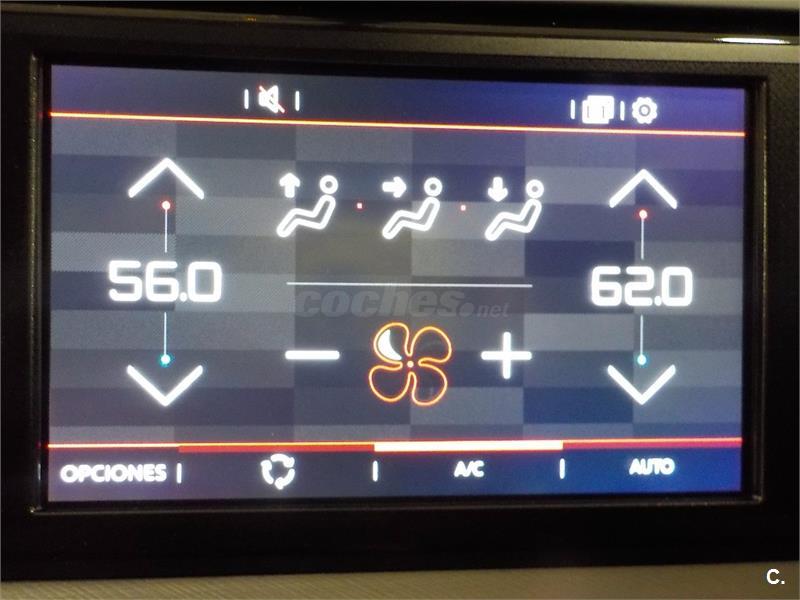 56.0
62.0
coches.net
OPCIONES
A/C
AUTO
C.